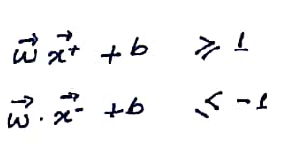 w⃗ x⃗⁺ + b ⩾ 1
w⃗ · x⃗⁻ + b ⩽ -1